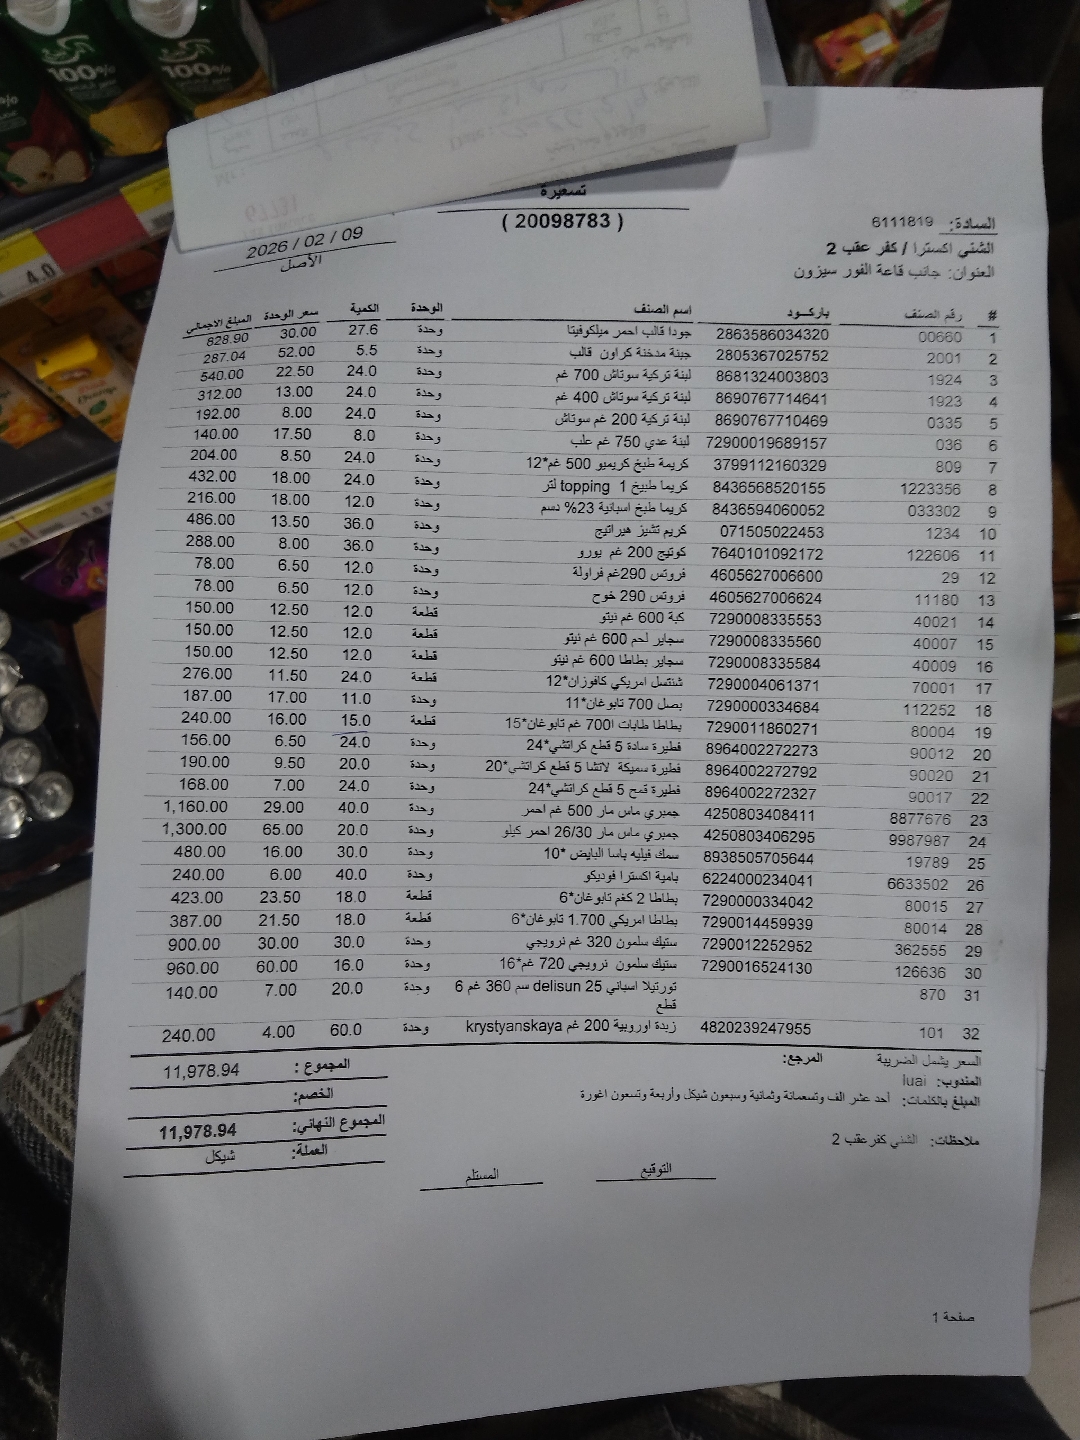 100%
100%
4.0
تسعيرة
( 20098783 )
السادة: 6111819
2026 / 02 / 09
الأصل
الشني اكسترا / كفر عقب 2
العنوان: جانب قاعة الفور سيزون
# رقم الصنف باركود اسم الصنف الوحدة الكمية سعر الوحدة المبلغ الاجمالي
1 00660 2863586034320 جودا قالب احمر ميلكوفيتا وحدة 27.6 30.00 828.90
2 2001 2805367025752 جبنة مدخنة كراون قالب وحدة 5.5 52.00 287.04
3 1924 8681324003803 لبنة تركية سوتاش 700 غم وحدة 24.0 22.50 540.00
4 1923 8690767714641 لبنة تركية سوتاش 400 غم وحدة 24.0 13.00 312.00
5 0335 8690767710469 لبنة تركية 200 غم سوتاش وحدة 24.0 8.00 192.00
6 036 72900019689157 لبنة عدي 750 غم علب وحدة 8.0 17.50 140.00
7 809 3799112160329 كريمة طبخ كريميو 500 غم*12 وحدة 24.0 8.50 204.00
8 1223356 8436568520155 كريما طبيخ topping 1 لتر وحدة 24.0 18.00 432.00
9 033302 8436594060052 كريما طبخ اسبانية 23% دسم وحدة 12.0 18.00 216.00
10 1234 071505022453 كريم تشيز هيراتيج وحدة 36.0 13.50 486.00
11 122606 7640101092172 كوتيج 200 غم يورو وحدة 36.0 8.00 288.00
12 29 4605627006600 فروتس 290غم فراولة وحدة 12.0 6.50 78.00
13 11180 4605627006624 فروتس 290 خوح وحدة 12.0 6.50 78.00
14 40021 7290008335553 كبة 600 غم نيتو قطعة 12.0 12.50 150.00
15 40007 7290008335560 سجاير لحم 600 غم نيتو قطعة 12.0 12.50 150.00
16 40009 7290008335584 سجاير بطاطا 600 غم نيتو قطعة 12.0 12.50 150.00
17 70001 7290004061371 شنتسل امريكي كافوزان*12 قطعة 24.0 11.50 276.00
18 112252 7290000334684 بصل 700 تابوغان*11 وحدة 11.0 17.00 187.00
19 80004 7290011860271 بطاطا طابات ا700 غم تابوغان*15 قطعة 15.0 16.00 240.00
20 90012 8964002272273 فطيرة سادة 5 قطع كراتشي*24 وحدة 24.0 6.50 156.00
21 90020 8964002272792 فطيرة سميكة لاتشا 5 قطع كراتشي*20 وحدة 20.0 9.50 190.00
22 90017 8964002272327 فطيرة قمح 5 قطع كراتشي*24 وحدة 24.0 7.00 168.00
23 8877676 4250803408411 جمبري ماس مار 500 غم احمر وحدة 40.0 29.00 1,160.00
24 9987987 4250803406295 جمبري ماس مار 26/30 احمر كيلو وحدة 20.0 65.00 1,300.00
25 19789 8938505705644 سمك فيليه باسا البايض *10 وحدة 30.0 16.00 480.00
26 6633502 6224000234041 بامية اكسترا فوديكو وحدة 40.0 6.00 240.00
27 80015 7290000334042 بطاطا 2 كغم تابوغان*6 قطعة 18.0 23.50 423.00
28 80014 7290014459939 بطاطا امريكي 1.700 تابوغان*6 قطعة 18.0 21.50 387.00
29 362555 7290012252952 ستيك سلمون 320 غم نرويجي وحدة 30.0 30.00 900.00
30 126636 7290016524130 ستيك سلمون نرويجي 720 غم*16 وحدة 16.0 60.00 960.00
31 870 تورتيلا اسباني delisun 25 سم 360 غم 6 وحدة 20.0 7.00 140.00
قطع
32 101 4820239247955 زبدة اوروبية 200 غم krystyanskaya وحدة 60.0 4.00 240.00
السعر يشمل الضريبة المرجع: المجموع : 11,978.94
المندوب: luai
الخصم:
المبلغ بالكلمات: أحد عشر الف وتسعمائة وثمانية وسبعون شيكل وأربعة وتسعون اغورة
المجموع النهائي: 11,978.94
ملاحظات: الشني كفرعقب 2
العملة: شيكل
التوقيع المستلم
صفحة 1